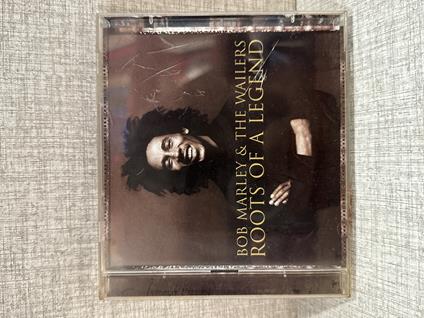 BOB MARLEY & THE WAILERS
ROOTS OF A LEGEND